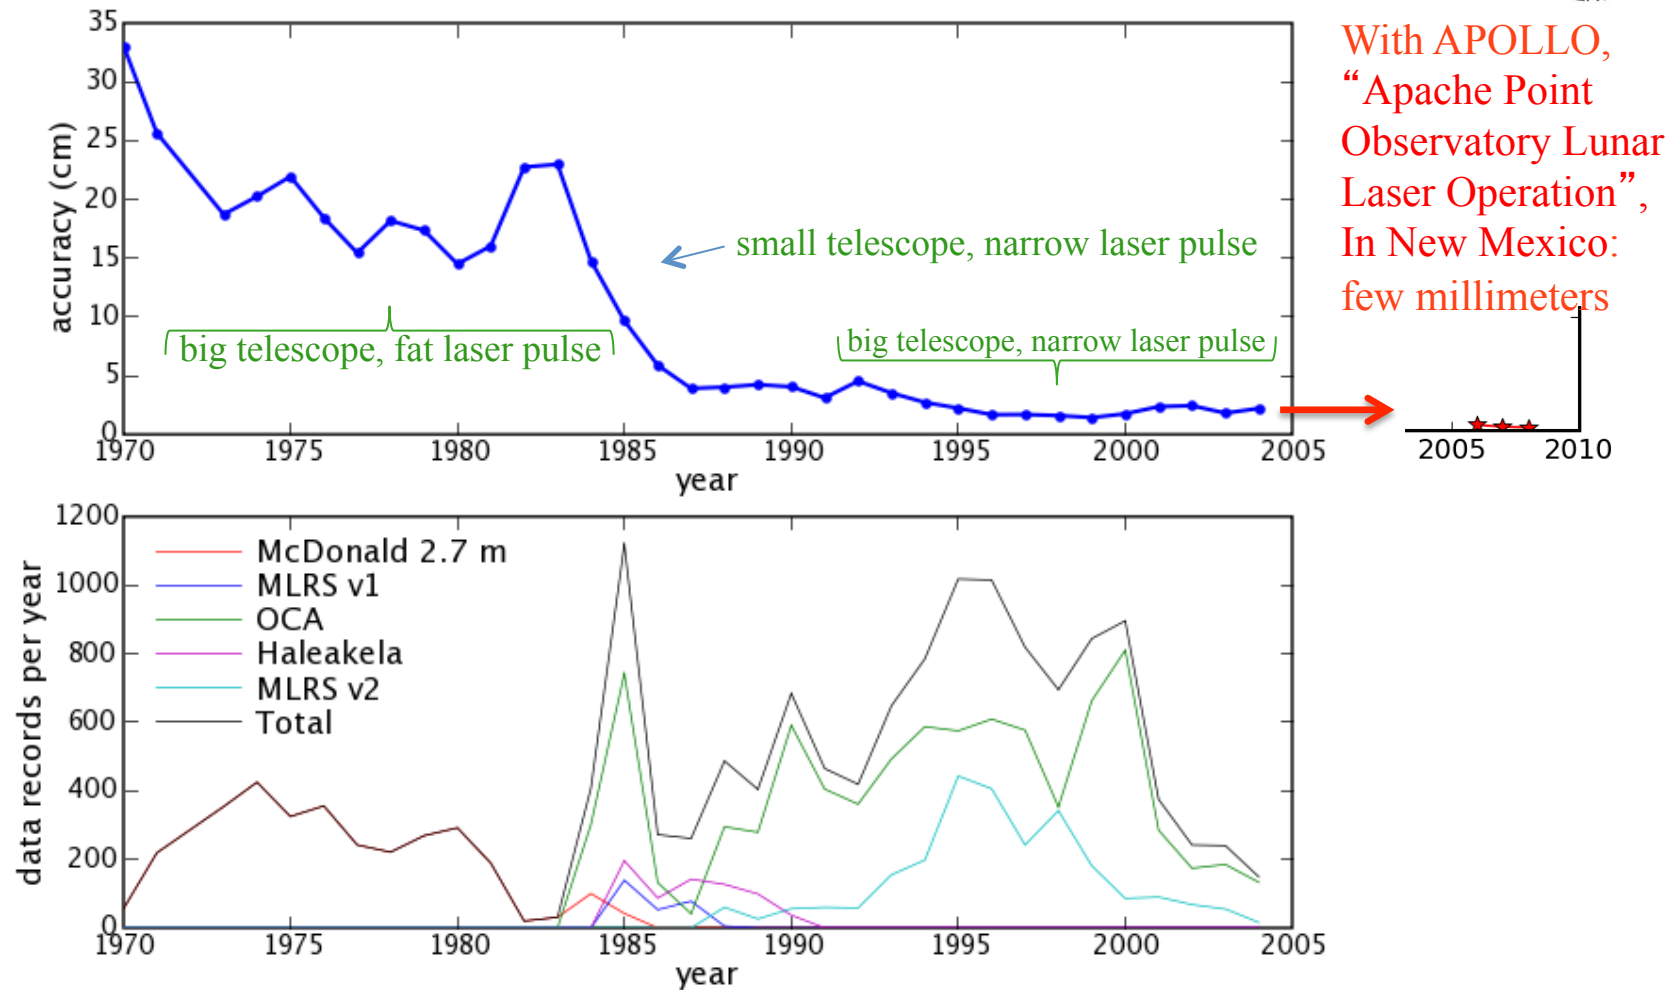 35
30
25
20
15
10
5
0
accuracy (cm)
1970 1975 1980 1985 1990 1995 2000 2005
year
small telescope, narrow laser pulse
big telescope, fat laser pulse
big telescope, narrow laser pulse
With APOLLO,
“Apache Point
Observatory Lunar
Laser Operation”,
In New Mexico:
few millimeters
2005 2010
1200
1000
800
600
400
200
0
data records per year
McDonald 2.7 m
MLRS v1
OCA
Haleakela
MLRS v2
Total
1970 1975 1980 1985 1990 1995 2000 2005
year